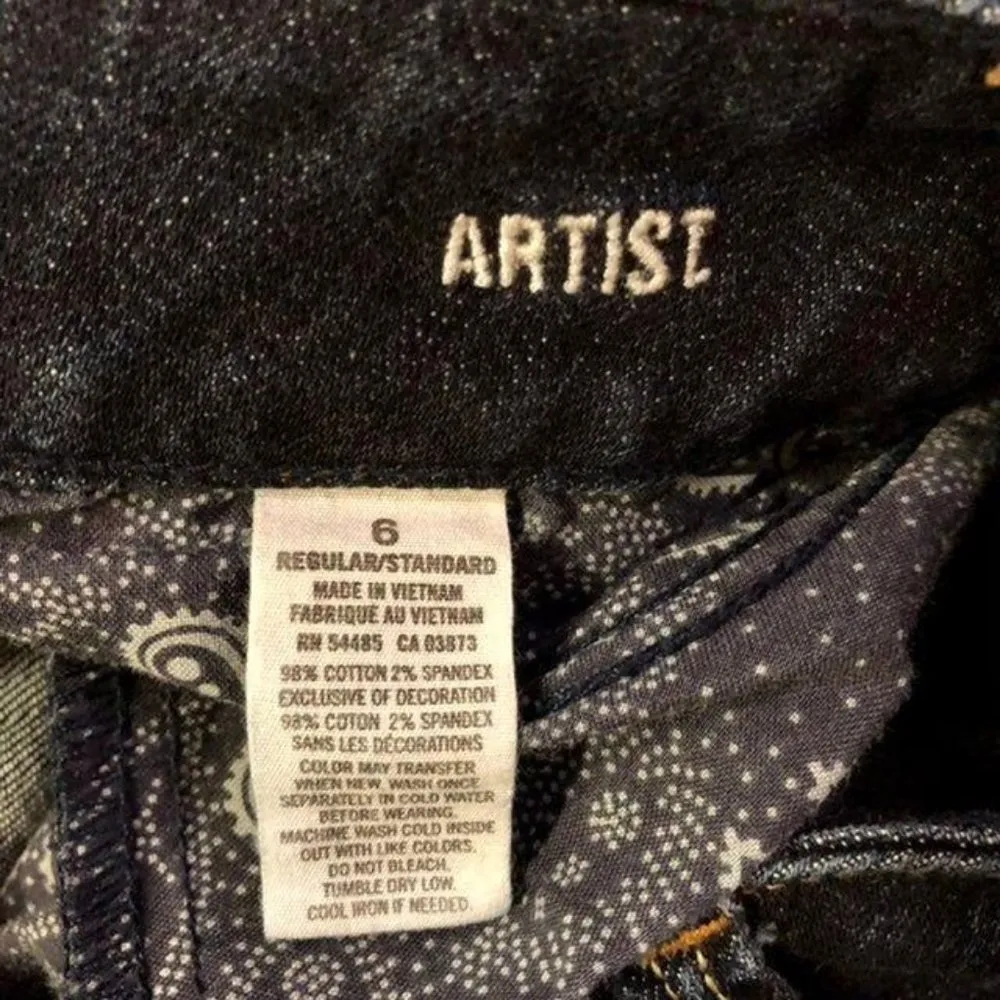 ARTIST
6
REGULAR/STANDARD
MADE IN VIETNAM
FABRIQUE AU VIETNAM
RN 54485 CA 03873
98% COTTON 2% SPANDEX
EXCLUSIVE OF DECORATION
98% COTON 2% SPANDEX
SANS LES DÉCORATIONS
COLOR MAY TRANSFER
WHEN NEW. WASH ONCE
SEPARATELY IN COLD WATER
BEFORE WEARING.
MACHINE WASH COLD INSIDE
OUT WITH LIKE COLORS.
DO NOT BLEACH.
TUMBLE DRY LOW.
COOL IRON IF NEEDED.